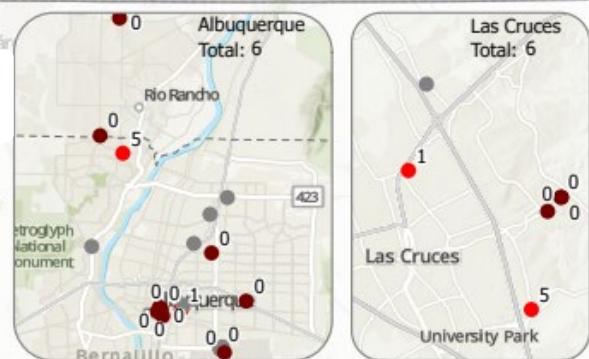 Albuquerque
Total: 6
0
Rio Rancho
0
5
423
etroglyph
National
onument
0
0
0 0 1 querque
0 0
0
0 0
Bernalillo
Las Cruces
Total: 6
1
0
0 0
Las Cruces
5
University Park